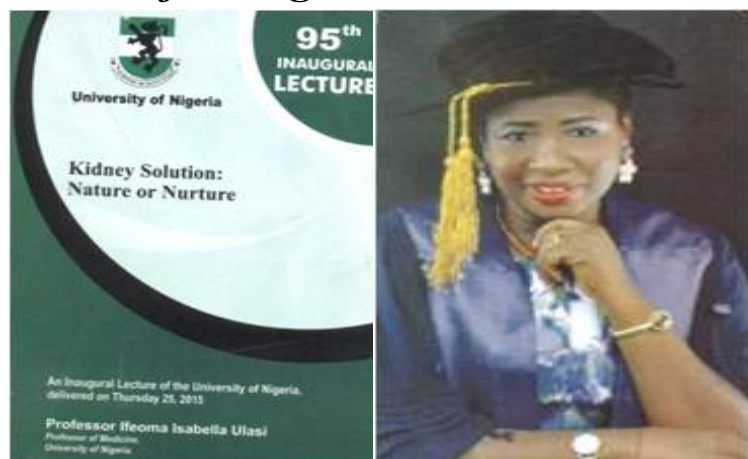 95th
INAUGURAL
LECTURE
University of Nigeria
Kidney Solution:
Nature or Nurture
An Inaugural Lecture of the University of Nigeria,
delivered on Thursday 25, 2015
Professor Ifeoma Isabella Ulasi
Professor of Medicine,
University of Nigeria